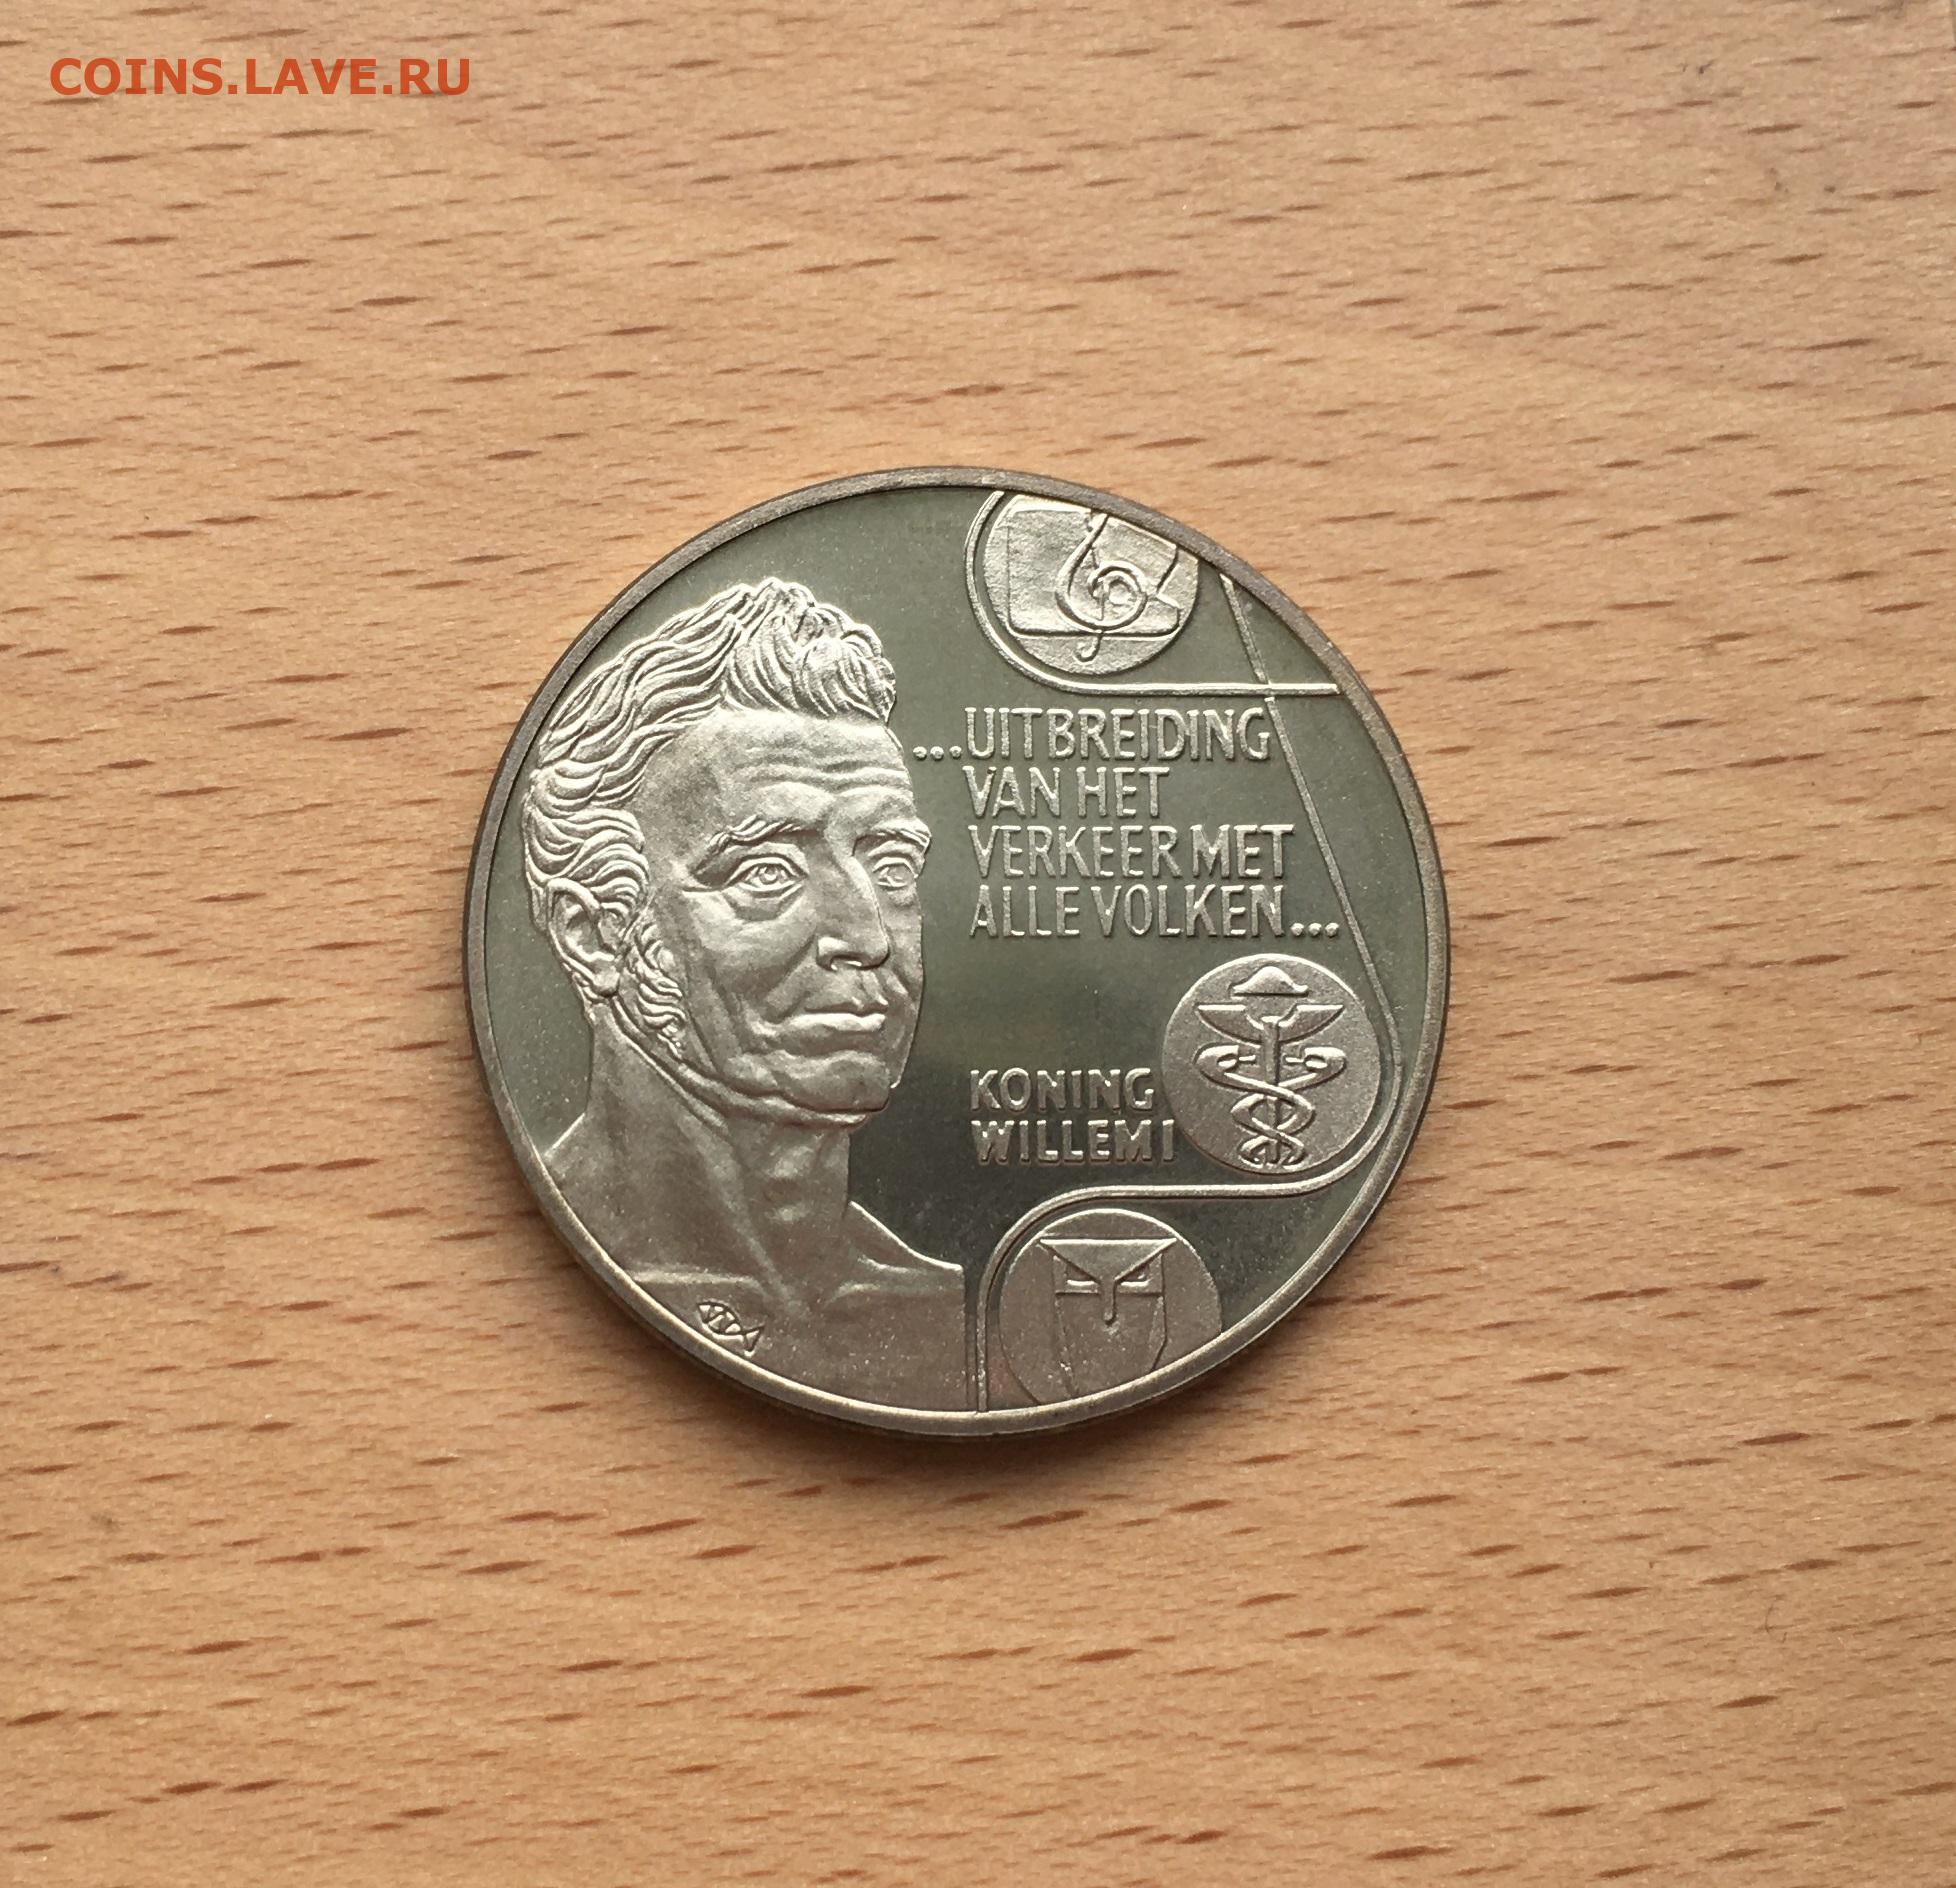 COINS.LAVE.RU
...UITBREIDING
VAN HET
VERKEER MET
ALLE VOLKEN...
KONING
WILLEM I